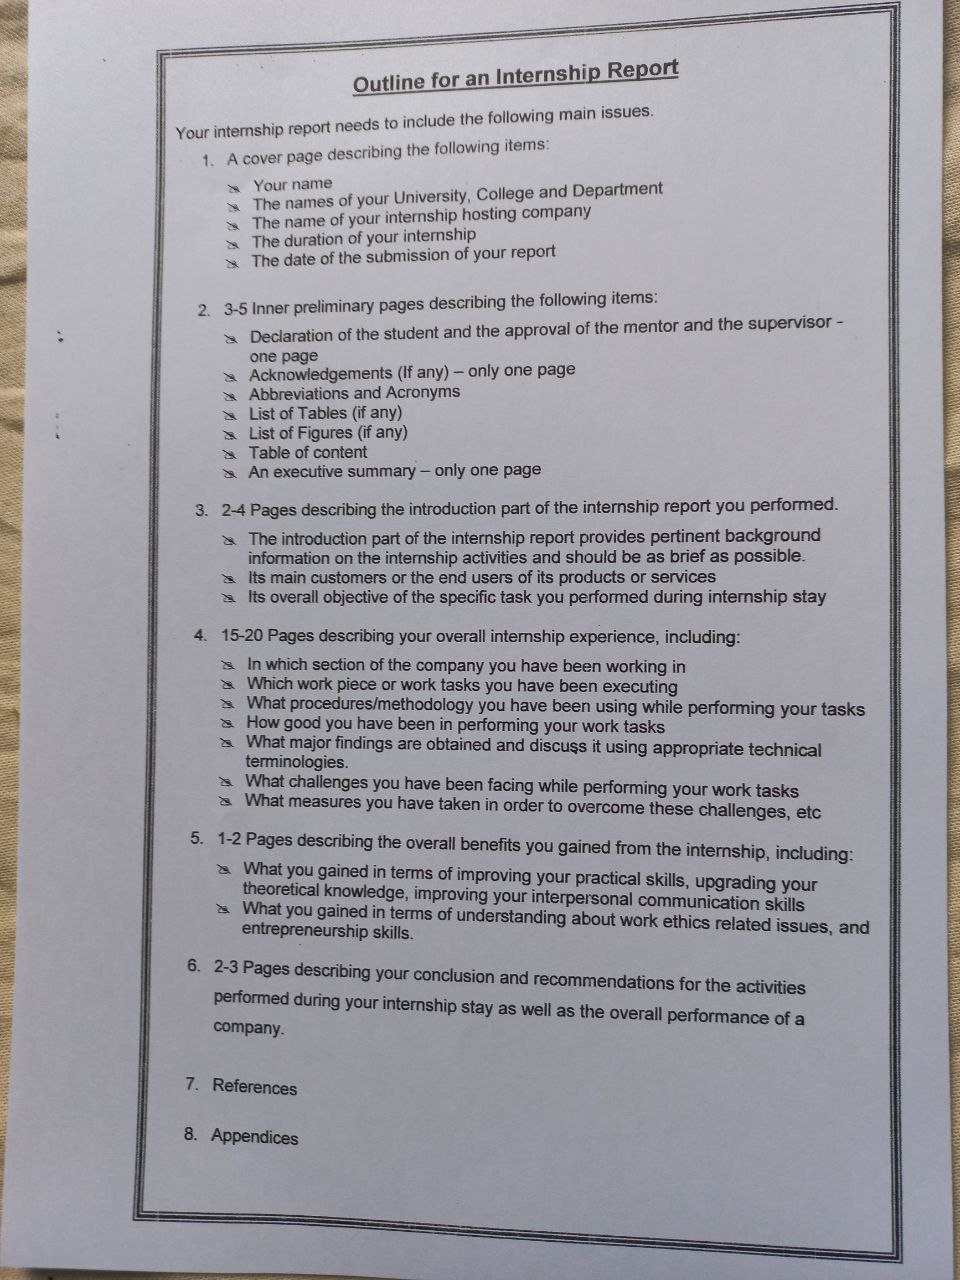 Outline for an Internship Report
Your internship report needs to include the following main issues.
1. A cover page describing the following items:
Your name
The names of your University, College and Department
The name of your internship hosting company
The duration of your internship
The date of the submission of your report
2. 3-5 Inner preliminary pages describing the following items:
Declaration of the student and the approval of the mentor and the supervisor -
one page
Acknowledgements (If any) – only one page
Abbreviations and Acronyms
List of Tables (if any)
List of Figures (if any)
Table of content
An executive summary – only one page
3. 2-4 Pages describing the introduction part of the internship report you performed.
The introduction part of the internship report provides pertinent background
information on the internship activities and should be as brief as possible.
Its main customers or the end users of its products or services
Its overall objective of the specific task you performed during internship stay
4. 15-20 Pages describing your overall internship experience, including:
In which section of the company you have been working in
Which work piece or work tasks you have been executing
What procedures/methodology you have been using while performing your tasks
How good you have been in performing your work tasks
What major findings are obtained and discuss it using appropriate technical
terminologies.
What challenges you have been facing while performing your work tasks
What measures you have taken in order to overcome these challenges, etc
5. 1-2 Pages describing the overall benefits you gained from the internship, including:
What you gained in terms of improving your practical skills, upgrading your
theoretical knowledge, improving your interpersonal communication skills
What you gained in terms of understanding about work ethics related issues, and
entrepreneurship skills.
6. 2-3 Pages describing your conclusion and recommendations for the activities
performed during your internship stay as well as the overall performance of a
company.
7. References
8. Appendices